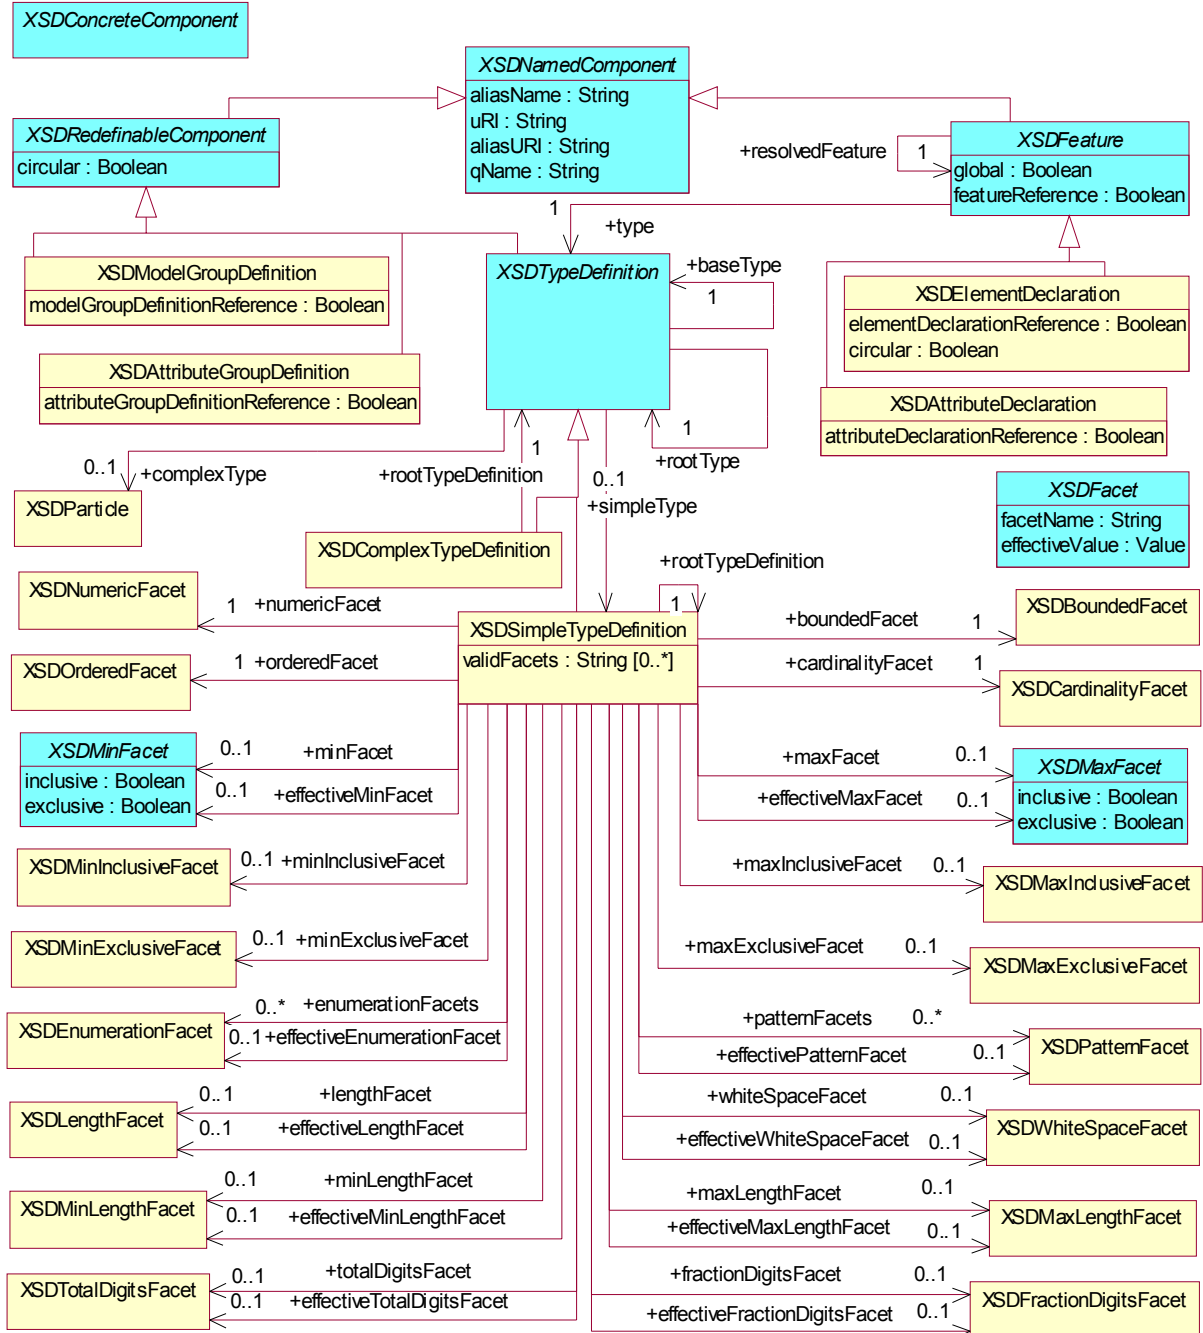 XSDConcreteComponent
XSDNamedComponent
aliasName : String
uRI : String
aliasURI : String
qName : String
XSDRedefinableComponent
circular : Boolean
+resolvedFeature
1
XSDFeature
global : Boolean
featureReference : Boolean
1
+type
XSDModelGroupDefinition
modelGroupDefinitionReference : Boolean
XSDTypeDefinition
+baseType
1
XSDElementDeclaration
elementDeclarationReference : Boolean
circular : Boolean
XSDAttributeGroupDefinition
attributeGroupDefinitionReference : Boolean
XSDAttributeDeclaration
attributeDeclarationReference : Boolean
1
+rootType
0..1
+complexType
1
+rootTypeDefinition
0..1
+simpleType
XSDParticle
XSDFacet
facetName : String
effectiveValue : Value
XSDComplexTypeDefinition
+rootTypeDefinition
1
XSDNumericFacet
1
+numericFacet
XSDSimpleTypeDefinition
validFacets : String [0..*]
+boundedFacet
1
XSDBoundedFacet
XSDOrderedFacet
1
+orderedFacet
+cardinalityFacet
1
XSDCardinalityFacet
XSDMinFacet
inclusive : Boolean
exclusive : Boolean
0..1
+minFacet
0..1
+effectiveMinFacet
+maxFacet
0..1
+effectiveMaxFacet
0..1
XSDMaxFacet
inclusive : Boolean
exclusive : Boolean
XSDMinInclusiveFacet
0..1
+minInclusiveFacet
+maxInclusiveFacet
0..1
XSDMaxInclusiveFacet
XSDMinExclusiveFacet
0..1
+minExclusiveFacet
+maxExclusiveFacet
0..1
XSDMaxExclusiveFacet
XSDEnumerationFacet
0..*
+enumerationFacets
0..1
+effectiveEnumerationFacet
+patternFacets
0..*
+effectivePatternFacet
0..1
XSDPatternFacet
XSDLengthFacet
0..1
+lengthFacet
0..1
+effectiveLengthFacet
+whiteSpaceFacet
0..1
+effectiveWhiteSpaceFacet
0..1
XSDWhiteSpaceFacet
XSDMinLengthFacet
0..1
+minLengthFacet
0..1
+effectiveMinLengthFacet
+maxLengthFacet
0..1
+effectiveMaxLengthFacet
0..1
XSDMaxLengthFacet
XSDTotalDigitsFacet
0..1
+totalDigitsFacet
0..1
+effectiveTotalDigitsFacet
+fractionDigitsFacet
0..1
+effectiveFractionDigitsFacet
0..1
XSDFractionDigitsFacet